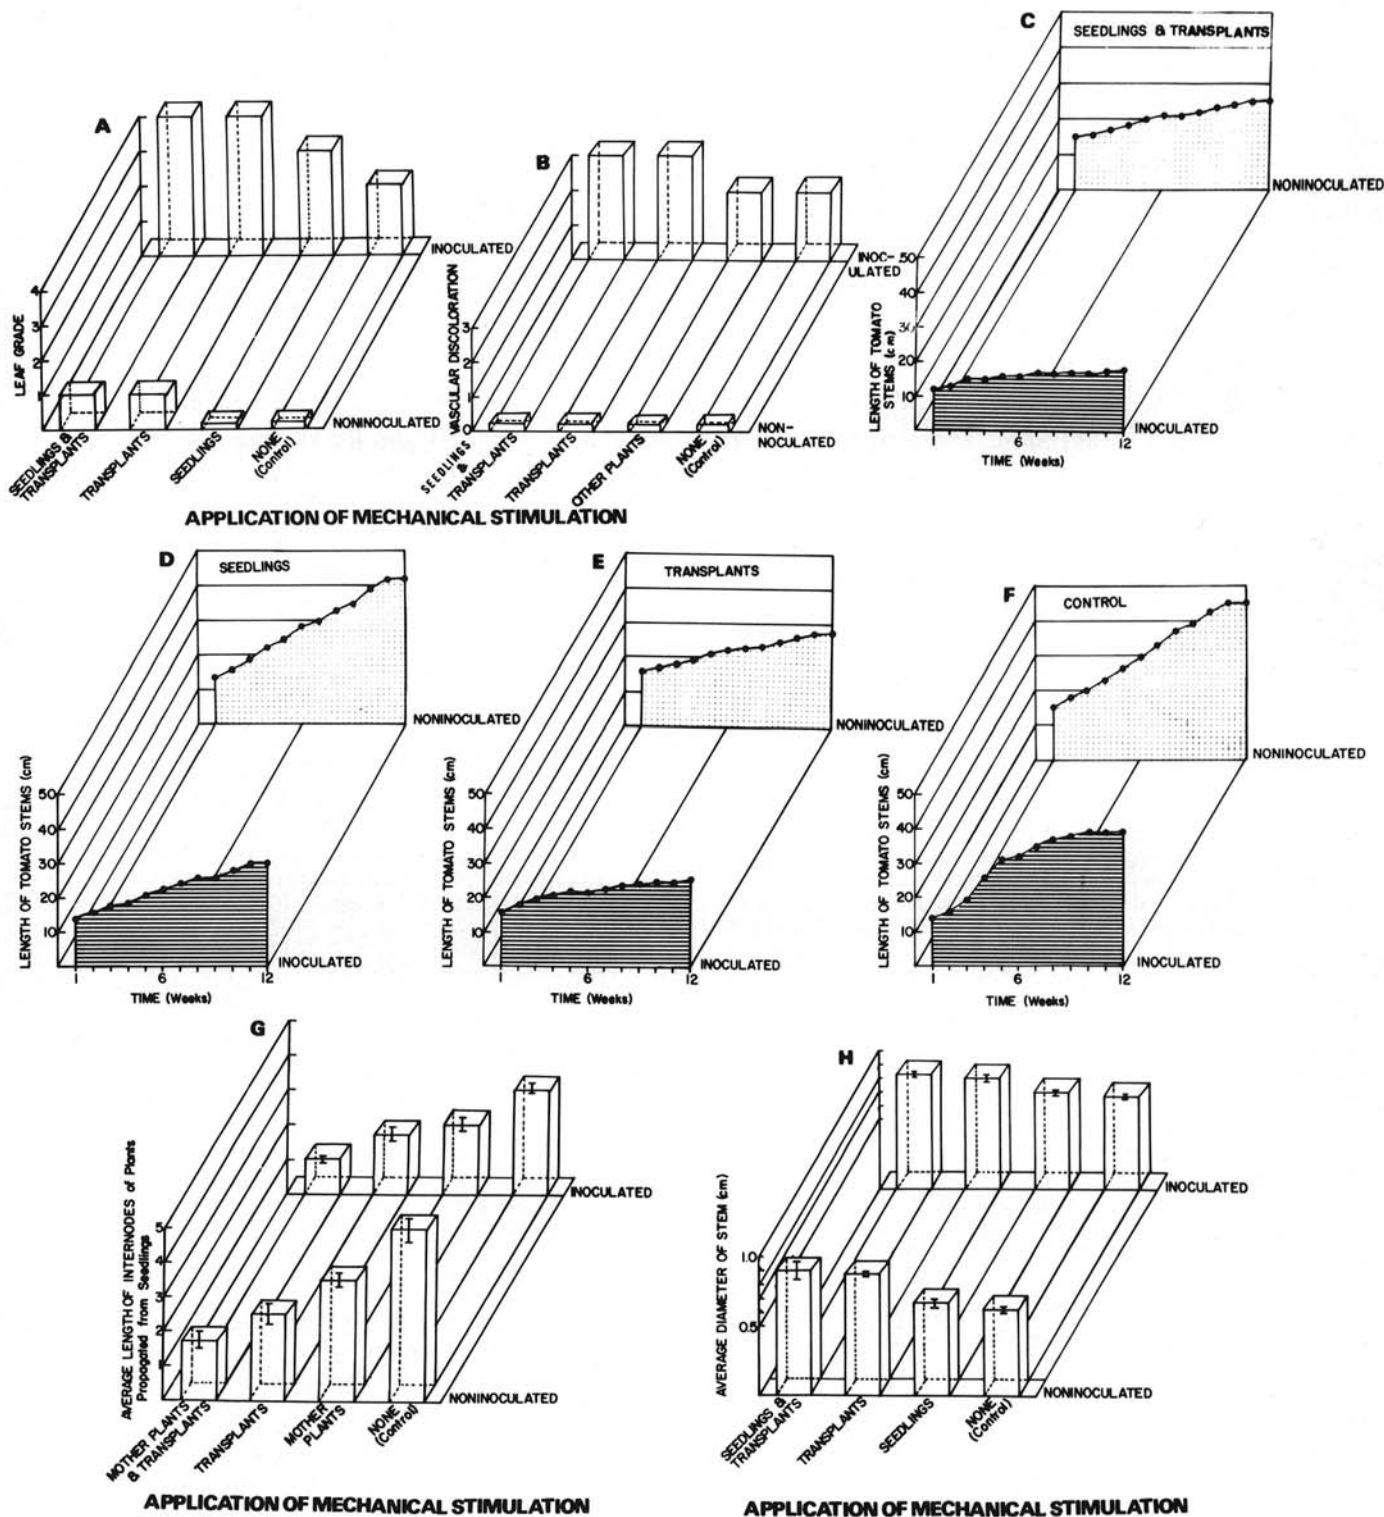 A
4
3
2
1
LEAF GRADE
INOCULATED
NONINOCULATED
SEEDLINGS &
TRANSPLANTS
TRANSPLANTS
SEEDLINGS
NONE
(Control)
B
3
2
1
0
VASCULAR DISCOLORATION
INOC-
ULATED
NON-
NOCULATED
SEEDLINGS
&
TRANSPLANTS
TRANSPLANTS
OTHER PLANTS
NONE
(Control)
APPLICATION OF MECHANICAL STIMULATION
C
SEEDLINGS & TRANSPLANTS
NONINOCULATED
50
40
30
20
10
LENGTH OF TOMATO
STEMS (cm)
INOCULATED
1 6 12
TIME (Weeks)
D
SEEDLINGS
NONINOCULATED
50
40
30
20
10
LENGTH OF TOMATO STEMS (cm)
INOCULATED
1 6 12
TIME (Weeks)
E
TRANSPLANTS
NONINOCULATED
50
40
30
20
10
LENGTH OF TOMATO STEMS (cm)
INOCULATED
1 6 12
TIME (Weeks)
F
CONTROL
NONINOCULATED
50
40
30
20
10
LENGTH OF TOMATO STEMS (cm)
INOCULATED
1 6 12
TIME (Weeks)
G
5
4
3
2
1
AVERAGE LENGTH OF INTERNODES of Plants
Propagated from Seedlings
INOCULATED
NONINOCULATED
MOTHER PLANTS
& TRANSPLANTS
TRANSPLANTS
MOTHER
PLANTS
NONE
(Control)
APPLICATION OF MECHANICAL STIMULATION
H
1.0
0.5
AVERAGE DIAMETER OF STEM (cm)
INOCULATED
NONINOCULATED
SEEDLINGS &
TRANSPLANTS
TRANSPLANTS
SEEDLINGS
NONE
(Control)
APPLICATION OF MECHANICAL STIMULATION